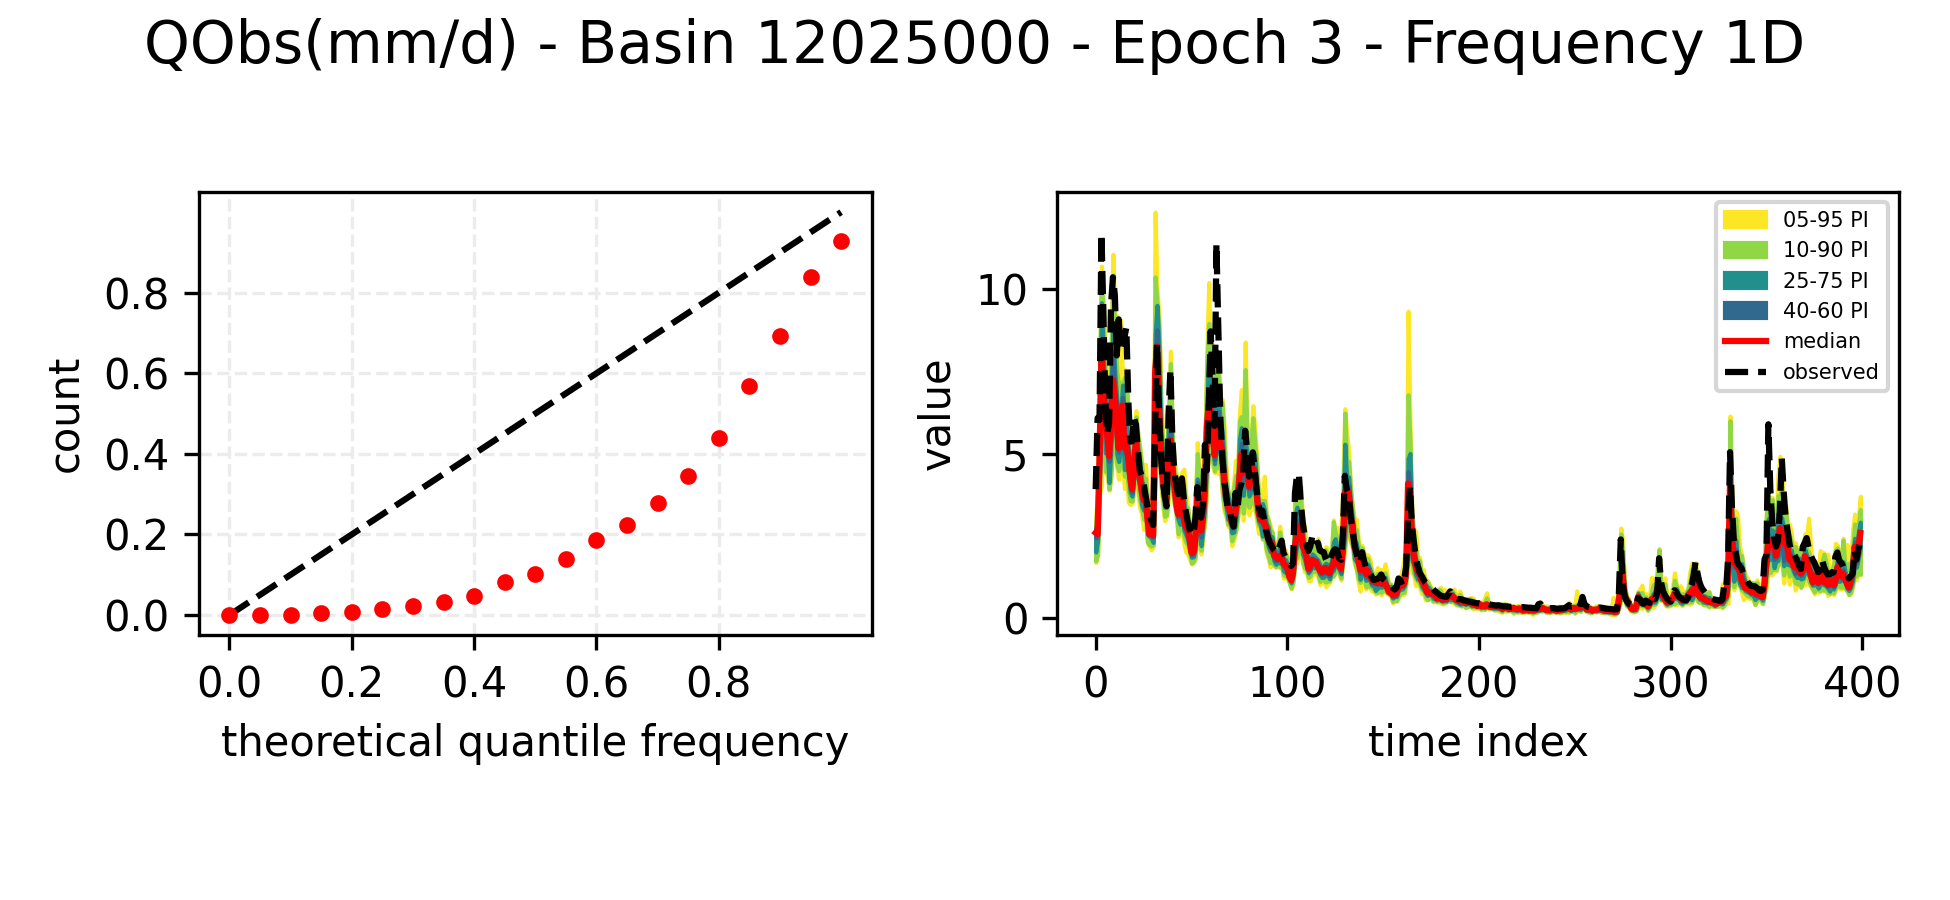 QObs(mm/d) - Basin 12025000 - Epoch 3 - Frequency 1D
count
0.8
0.6
0.4
0.2
0.0
0.0 0.2 0.4 0.6 0.8
theoretical quantile frequency
value
10
5
0
0 100 200 300 400
time index
05-95 PI
10-90 PI
25-75 PI
40-60 PI
median
observed